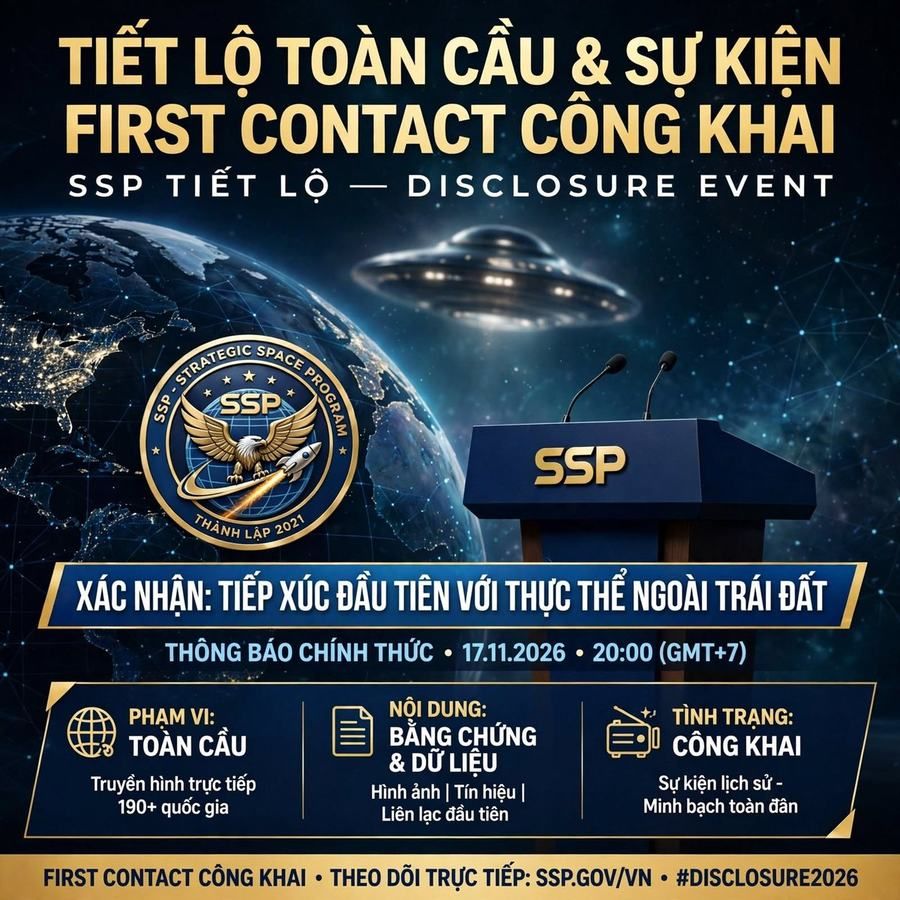 TIẾT LỘ TOÀN CẦU & SỰ KIỆN
FIRST CONTACT CÔNG KHAI
SSP TIẾT LỘ — DISCLOSURE EVENT
SSP - STRATEGIC SPACE PROGRAM
SSP
THÀNH LẬP 2021
SSP
XÁC NHẬN: TIẾP XÚC ĐẦU TIÊN VỚI THỰC THỂ NGOÀI TRÁI ĐẤT
THÔNG BÁO CHÍNH THỨC • 17.11.2026 • 20:00 (GMT+7)
PHẠM VI:
TOÀN CẦU
Truyền hình trực tiếp
190+ quốc gia
NỘI DUNG:
BẰNG CHỨNG
& DỮ LIỆU
Hình ảnh | Tín hiệu |
Liên lạc đầu tiên
TÌNH TRẠNG:
CÔNG KHAI
Sự kiện lịch sử -
Minh bạch toàn đân
FIRST CONTACT CÔNG KHAI • THEO DÕI TRỰC TIẾP: SSP.GOV/VN • #DISCLOSURE2026